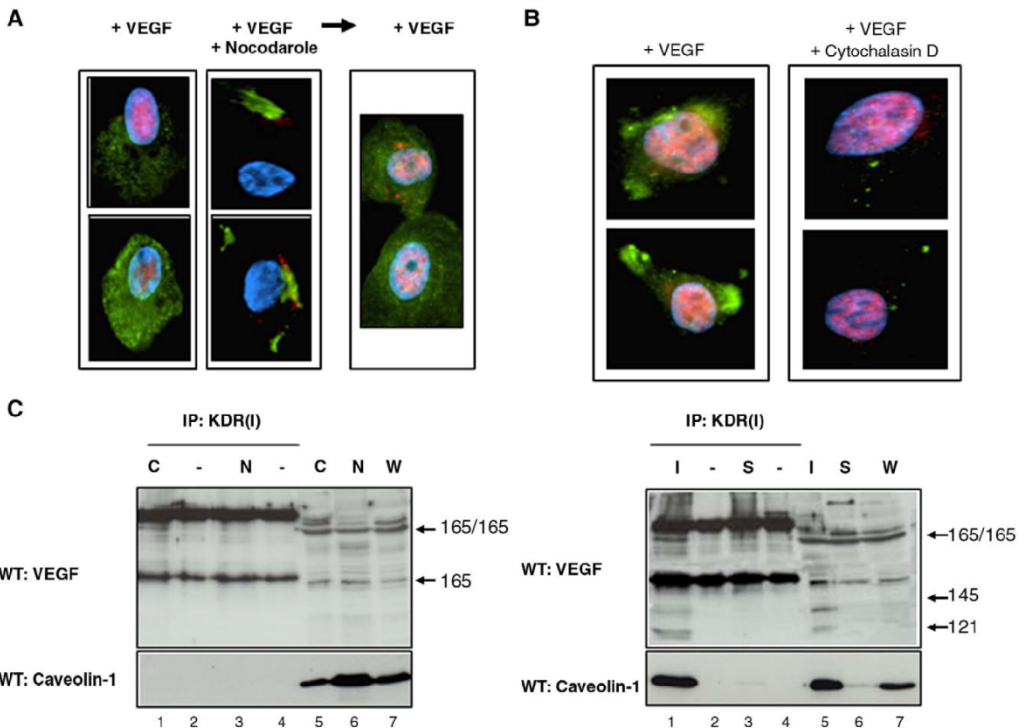 A
+ VEGF
+ VEGF
+ Nocodarole
+ VEGF
B
+ VEGF
+ VEGF
+ Cytochalasin D
C
IP: KDR(I)
C - N - C N W
165/165
165
WT: VEGF
WT: Caveolin-1
1 2 3 4 5 6 7
IP: KDR(I)
I - S - I S W
165/165
WT: VEGF
145
121
WT: Caveolin-1
1 2 3 4 5 6 7